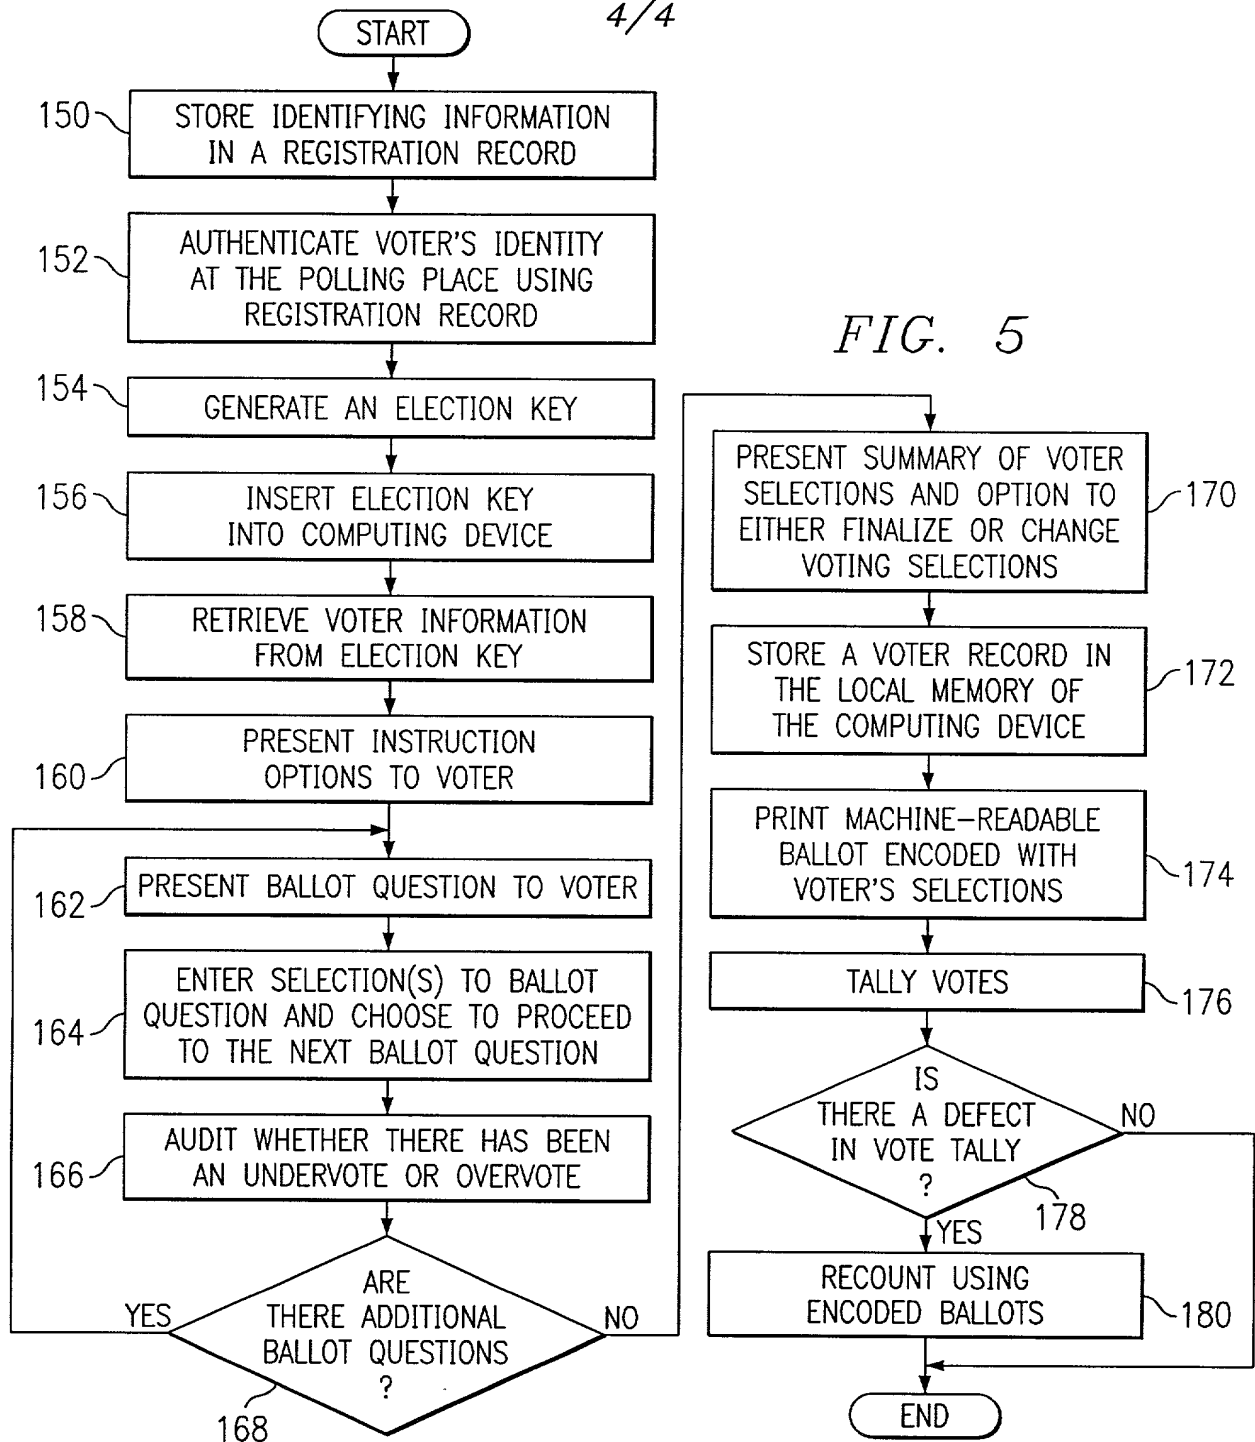 4/4
START
150
STORE IDENTIFYING INFORMATION
IN A REGISTRATION RECORD
152
AUTHENTICATE VOTER'S IDENTITY
AT THE POLLING PLACE USING
REGISTRATION RECORD
154
GENERATE AN ELECTION KEY
156
INSERT ELECTION KEY
INTO COMPUTING DEVICE
158
RETRIEVE VOTER INFORMATION
FROM ELECTION KEY
160
PRESENT INSTRUCTION
OPTIONS TO VOTER
162
PRESENT BALLOT QUESTION TO VOTER
164
ENTER SELECTION(S) TO BALLOT
QUESTION AND CHOOSE TO PROCEED
TO THE NEXT BALLOT QUESTION
166
AUDIT WHETHER THERE HAS BEEN
AN UNDERVOTE OR OVERVOTE
ARE
THERE ADDITIONAL
BALLOT QUESTIONS
?
YES
NO
168
FIG. 5
PRESENT SUMMARY OF VOTER
SELECTIONS AND OPTION TO
EITHER FINALIZE OR CHANGE
VOTING SELECTIONS
170
STORE A VOTER RECORD IN
THE LOCAL MEMORY OF
THE COMPUTING DEVICE
172
PRINT MACHINE-READABLE
BALLOT ENCODED WITH
VOTER'S SELECTIONS
174
TALLY VOTES
176
IS
THERE A DEFECT
IN VOTE TALLY
?
NO
178
YES
RECOUNT USING
ENCODED BALLOTS
180
END